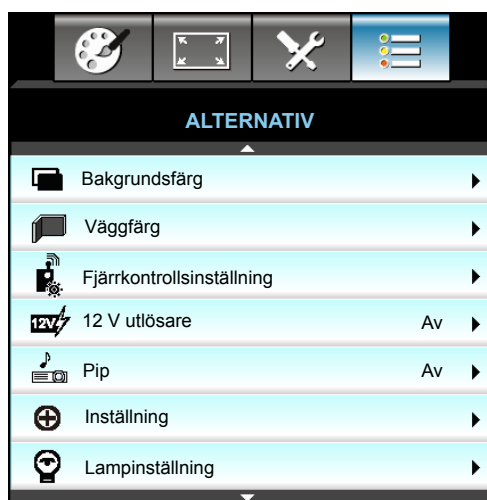 ALTERNATIV
Bakgrundsfärg
Väggfärg
Fjärrkontrollsinställning
12V 12 V utlösare Av
Pip Av
Inställning
Lampinställning